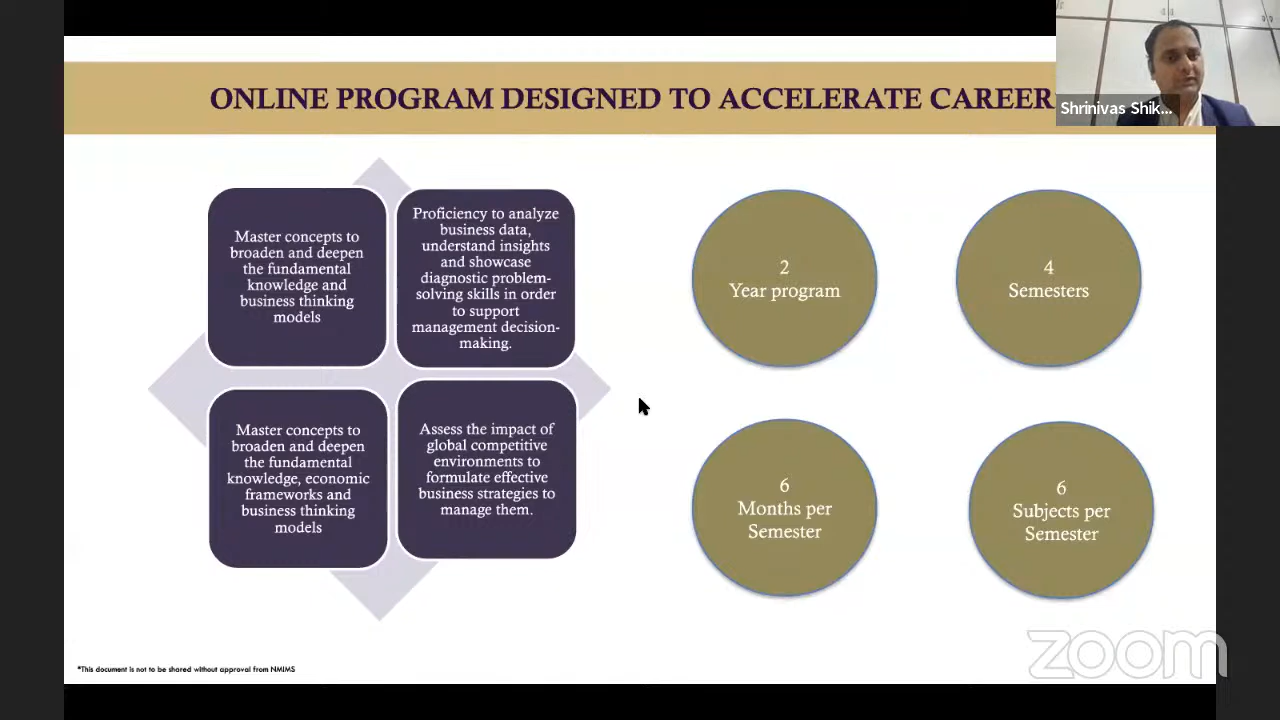 ONLINE PROGRAM DESIGNED TO ACCELERATE CAREER
Shrinivas Shik...
Master concepts to
broaden and deepen
the fundamental
knowledge and
business thinking
models
Proficiency to analyze
business data,
understand insights
and showcase
diagnostic problem-
solving skills in order
to support
management decision-
making.
Master concepts to
broaden and deepen
the fundamental
knowledge, economic
frameworks and
business thinking
models
Assess the impact of
global competitive
environments to
formulate effective
business strategies to
manage them.
2
Year program
4
Semesters
6
Months per
Semester
6
Subjects per
Semester
*This document is not to be shared without approval from NMIMS
zoom